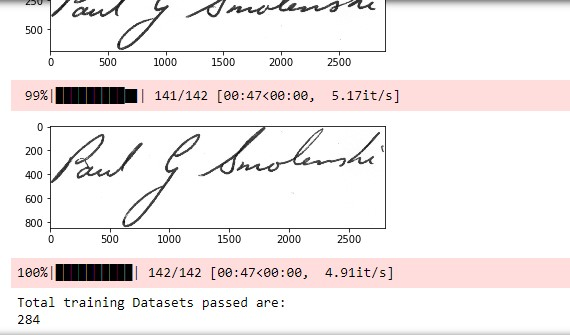 250
Paul G Smolenski
500
0 500 1000 1500 2000 2500
99%|██████████| 141/142 [00:47<00:00, 5.17it/s]
0
200
Paul G Smolenski
400
600
800
0 500 1000 1500 2000 2500
100%|██████████| 142/142 [00:47<00:00, 4.91it/s]
Total training Datasets passed are:
284